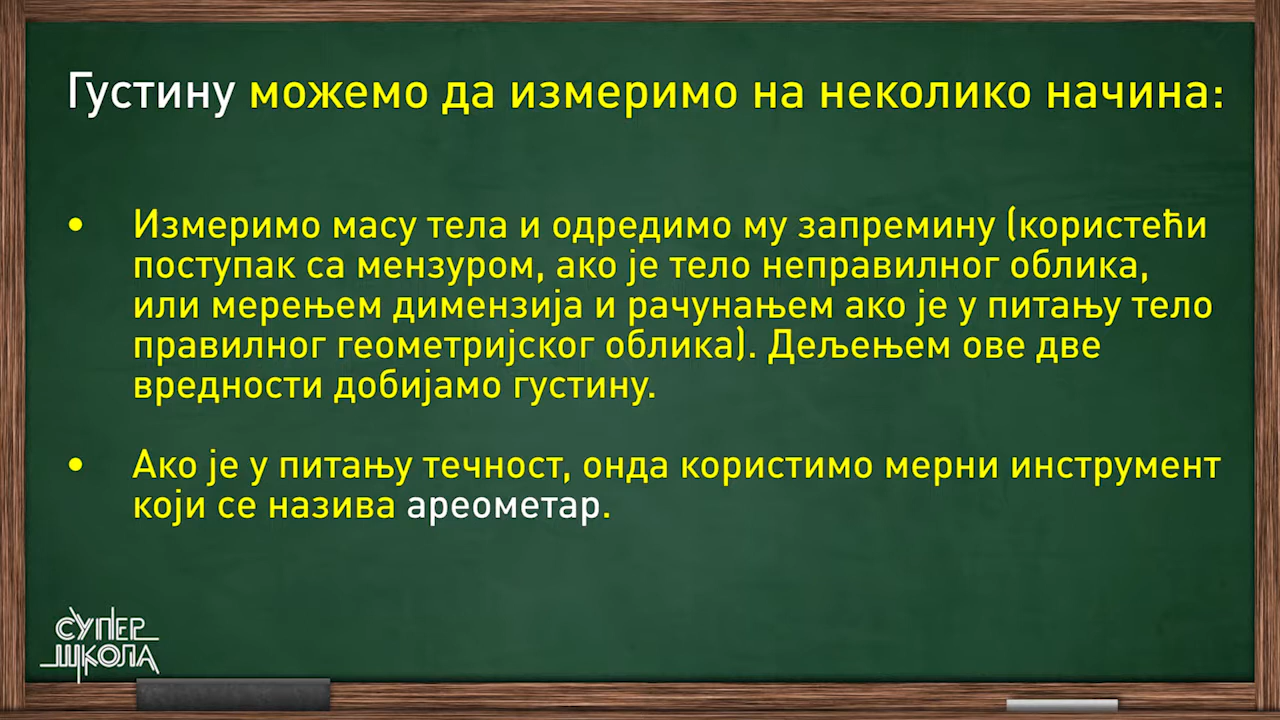 Густину можемо да измеримо на неколико начина:
• Измеримо масу тела и одредимо му запремину (користећи
поступак са мензуром, ако је тело неправилног облика,
или мерењем димензија и рачунањем ако је у питању тело
правилног геометријског облика). Дељењем ове две
вредности добијамо густину.
• Ако је у питању течност, онда користимо мерни инструмент
који се назива ареометар.
СУПЕР
ШКОЛА